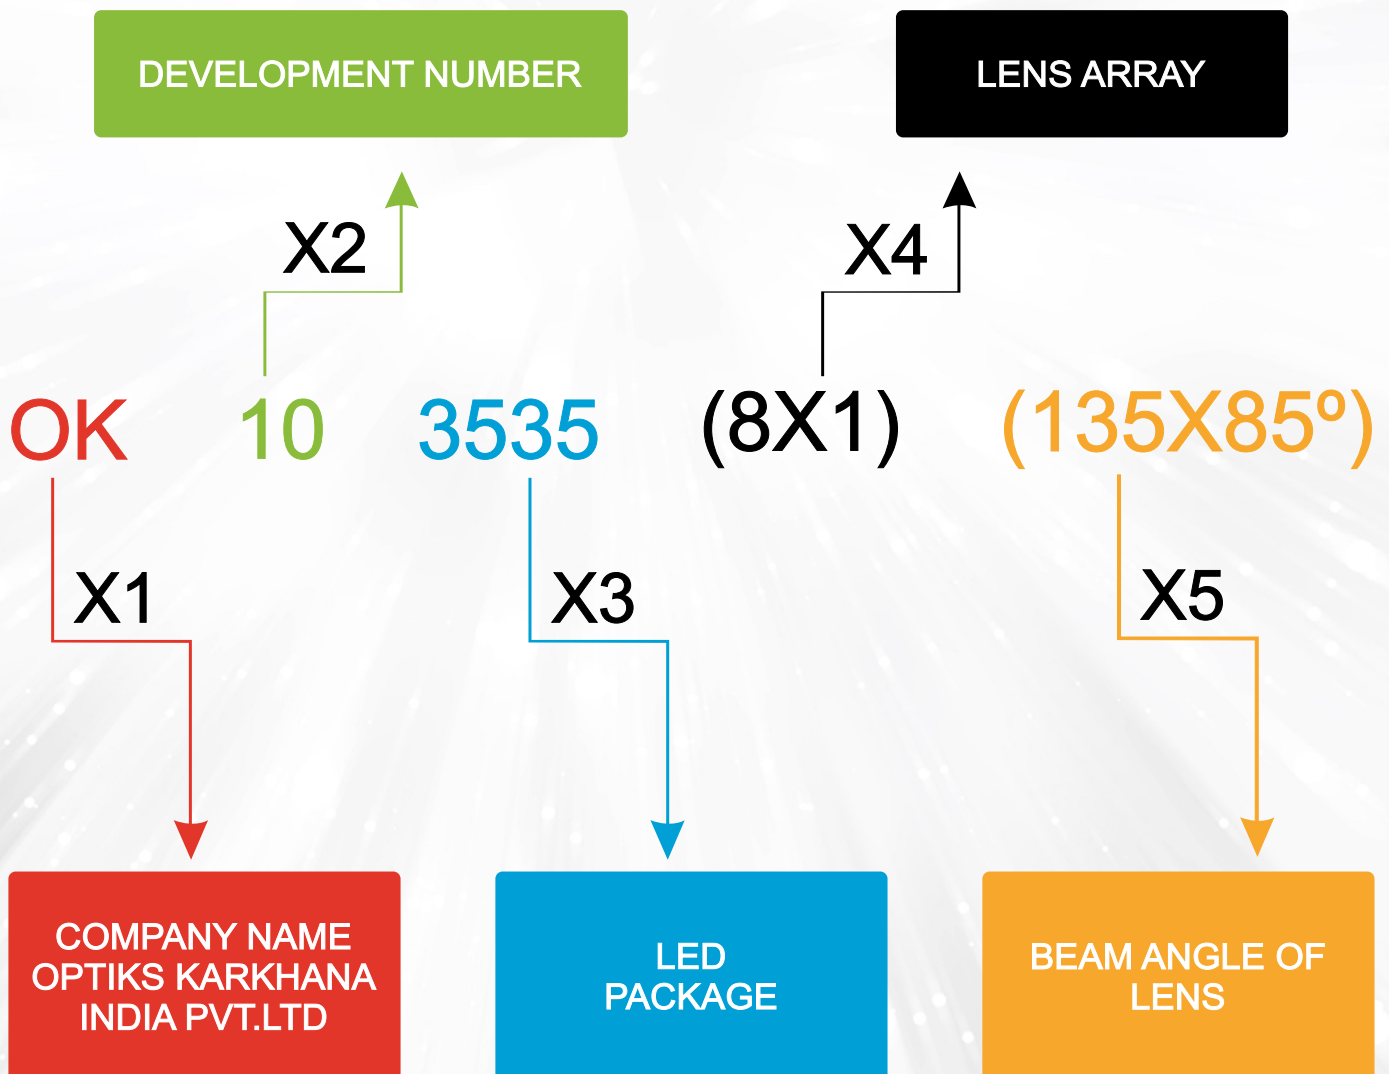 DEVELOPMENT NUMBER
LENS ARRAY
X2
X4
OK 10 3535 (8X1) (135X85º)
X1
X3
X5
COMPANY NAME
OPTIKS KARKHANA
INDIA PVT.LTD
LED
PACKAGE
BEAM ANGLE OF
LENS